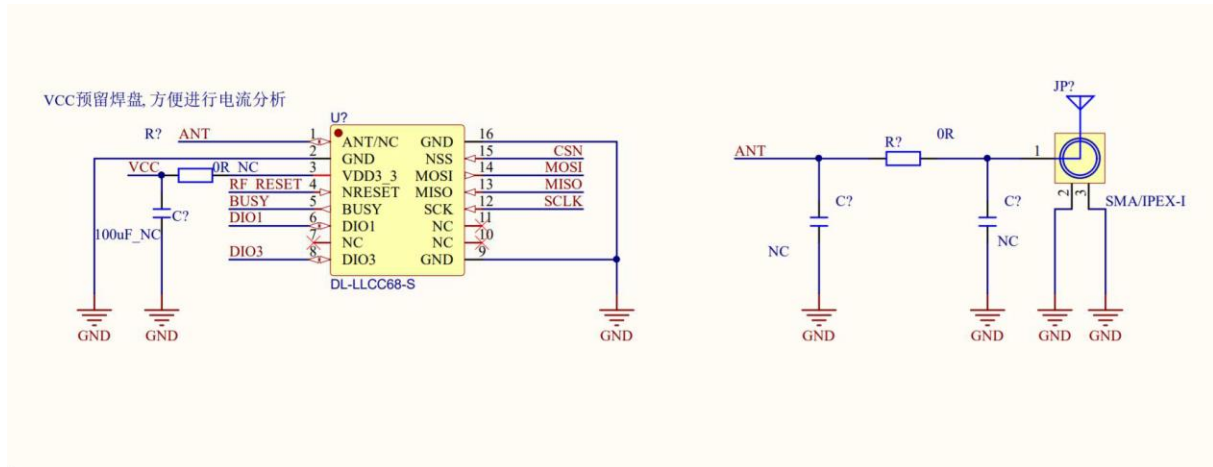 VCC预留焊盘,方便进行电流分析
JP?
U?
R?
ANT
1
ANT/NC
GND
16
2
GND
NSS
15
CSN
VCC
0R_NC
3
VDD3_3
MOSI
14
MOSI
RF_RESET
4
NRESET
MISO
13
MISO
BUSY
5
BUSY
SCK
12
SCLK
DIO1
6
DIO1
NC
11
7
NC
NC
10
DIO3
8
DIO3
GND
9
C?
100uF_NC
DL-LLCC68-S
GND
GND
GND
ANT
R?
0R
1
C?
C?
2
3
SMA/IPEX-I
NC
NC
GND
GND
GND
GND